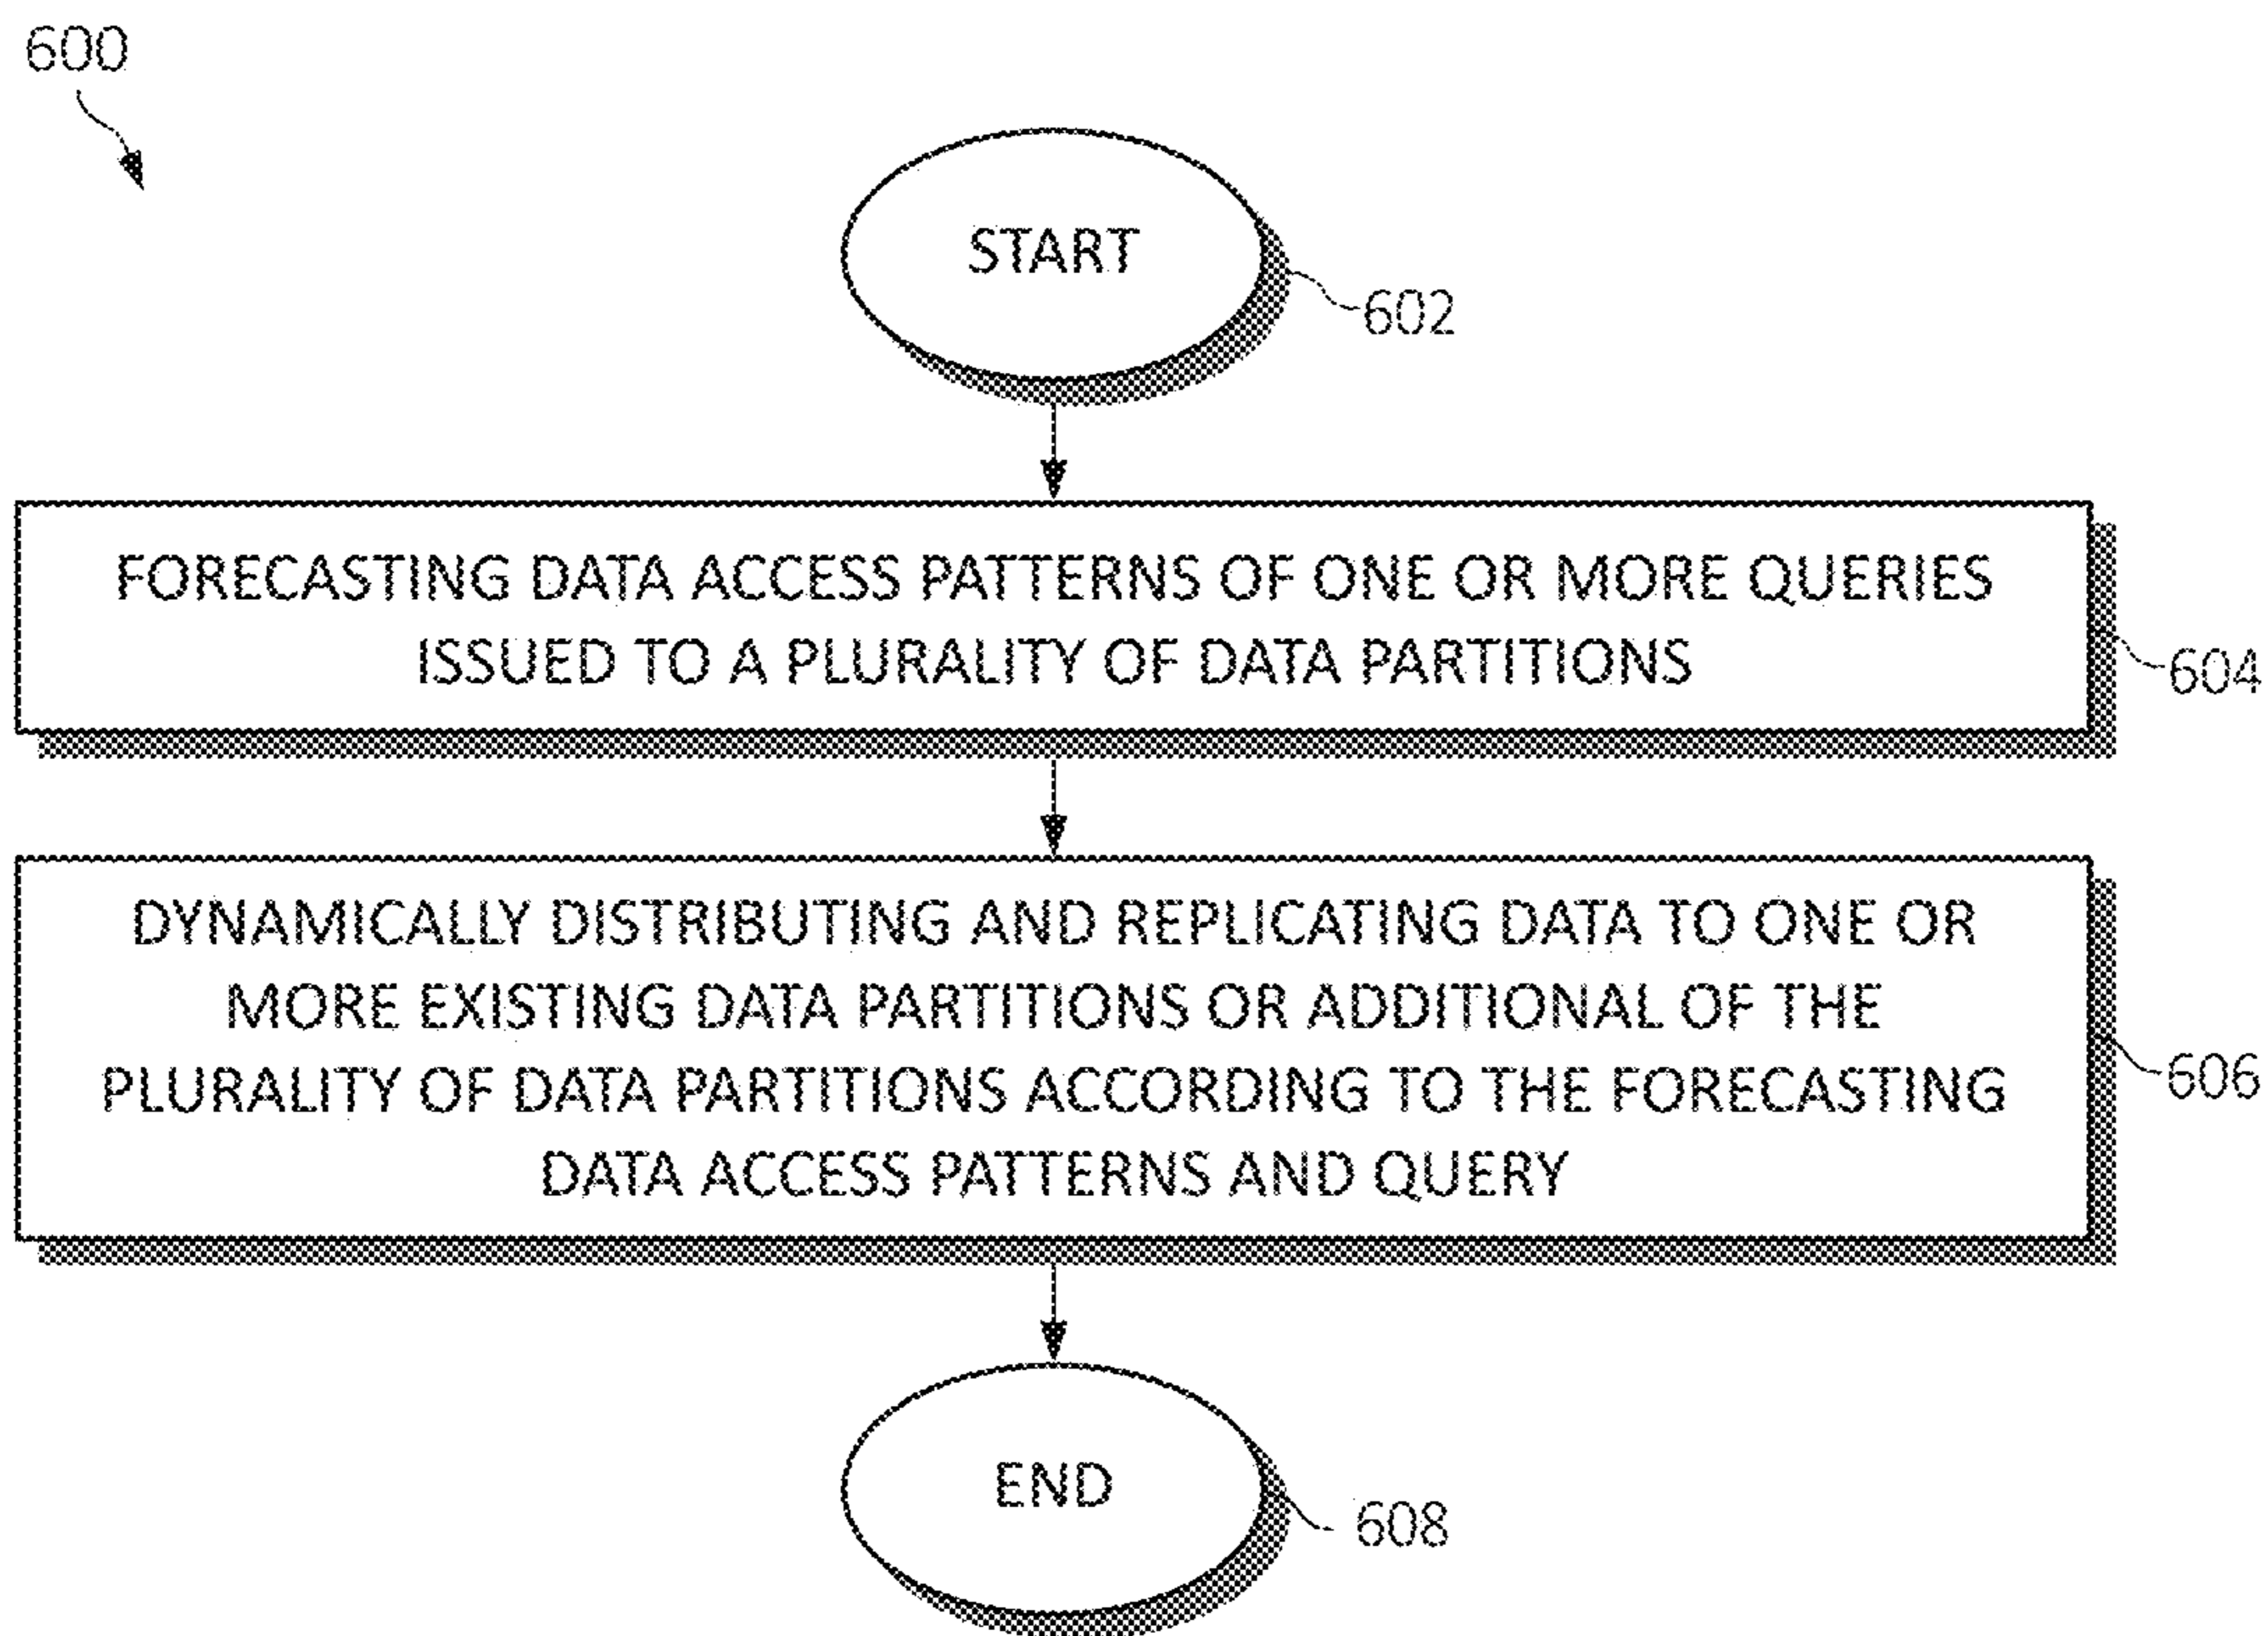 600
START
602
FORECASTING DATA ACCESS PATTERNS OF ONE OR MORE QUERIES
ISSUED TO A PLURALITY OF DATA PARTITIONS
604
DYNAMICALLY DISTRIBUTING AND REPLICATING DATA TO ONE OR
MORE EXISTING DATA PARTITIONS OR ADDITIONAL OF THE
PLURALITY OF DATA PARTITIONS ACCORDING TO THE FORECASTING
DATA ACCESS PATTERNS AND QUERY
606
END
608